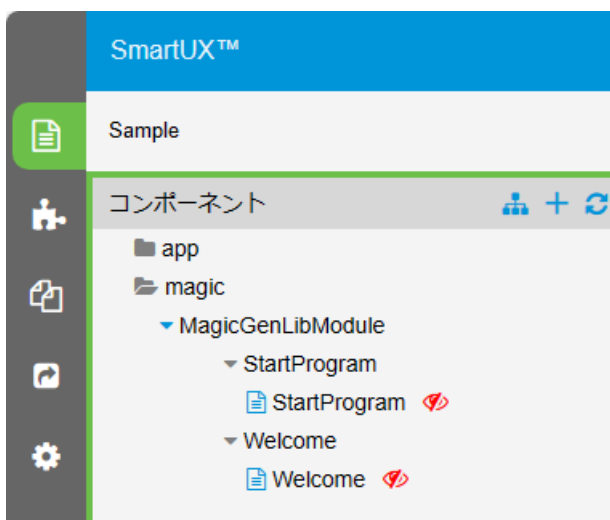 SmartUX™
Sample
コンポーネント
app
magic
MagicGenLibModule
StartProgram
StartProgram
Welcome
Welcome